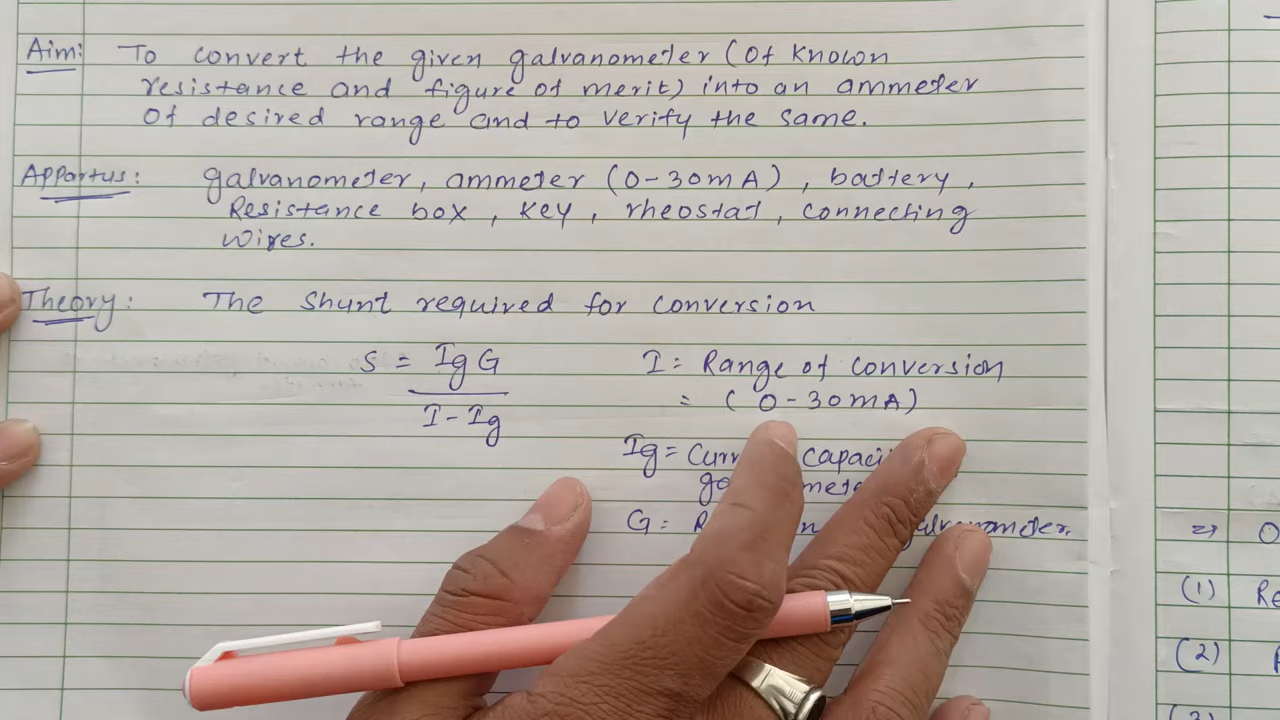 Aim: To convert the given galvanometer (Of Known
resistance and figure of merit) into an ammeter
Of desired range and to verify the same.
Appartus: galvanometer, ammeter (0-30mA), battery,
Resistance box, Key, rheostat, connecting
wires.
Theory: The Shunt required for conversion
S = IgG
I-Ig
I = Range of conversion
= (0-30mA)
Ig =
G =
⇒
(1)
(2)